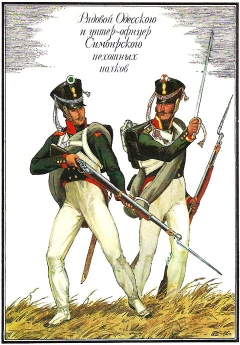 Рядовой Одесского
и унтер-офицер
Симбирского
пехотных
полков